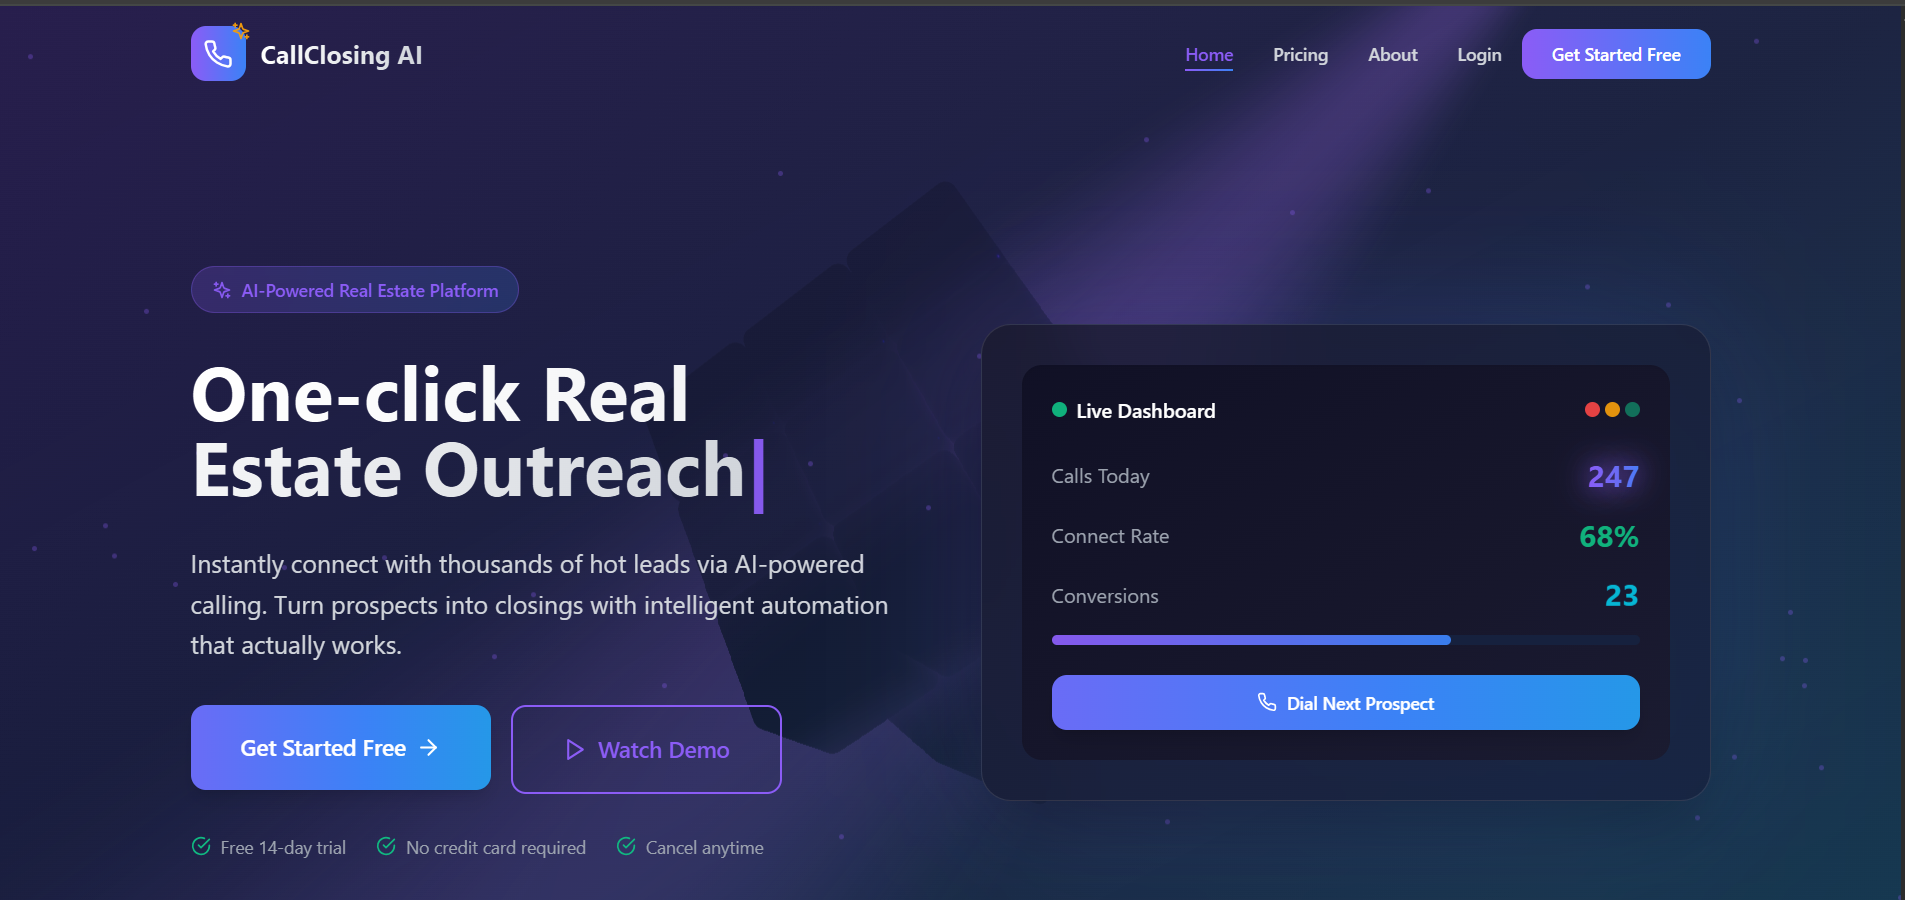 CallClosing AI
Home
Pricing
About
Login
Get Started Free
AI-Powered Real Estate Platform
One-click Real
Estate Outreach
Instantly connect with thousands of hot leads via AI-powered
calling. Turn prospects into closings with intelligent automation
that actually works.
Get Started Free
Watch Demo
Free 14-day trial
No credit card required
Cancel anytime
Live Dashboard
Calls Today
247
Connect Rate
68%
Conversions
23
Dial Next Prospect